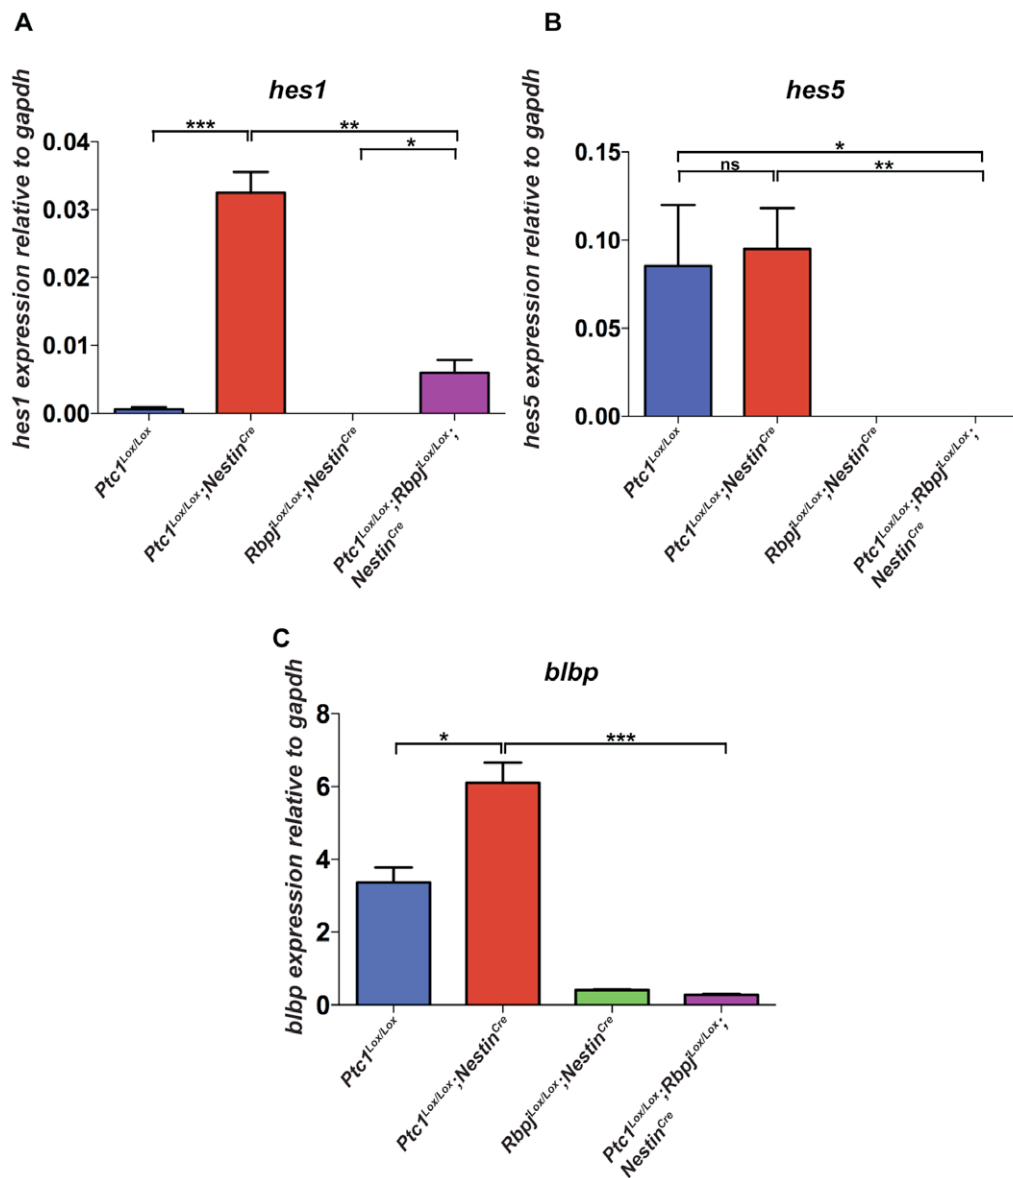 A
hes1
hes1 expression relative to gapdh
*** ** *
0.04
0.03
0.02
0.01
0.00
Ptc1Lox/Lox
Ptc1Lox/Lox;NestinCre
RbpjLox/Lox;NestinCre
Ptc1Lox/Lox;RbpjLox/Lox;
NestinCre
B
hes5
hes5 expression relative to gapdh
*
ns **
0.15
0.10
0.05
0.00
Ptc1Lox/Lox
Ptc1Lox/Lox;NestinCre
RbpjLox/Lox;NestinCre
Ptc1Lox/Lox;RbpjLox/Lox;
NestinCre
C
blbp
blbp expression relative to gapdh
* ***
8
6
4
2
0
Ptc1Lox/Lox
Ptc1Lox/Lox;NestinCre
RbpjLox/Lox;NestinCre
Ptc1Lox/Lox;RbpjLox/Lox;
NestinCre